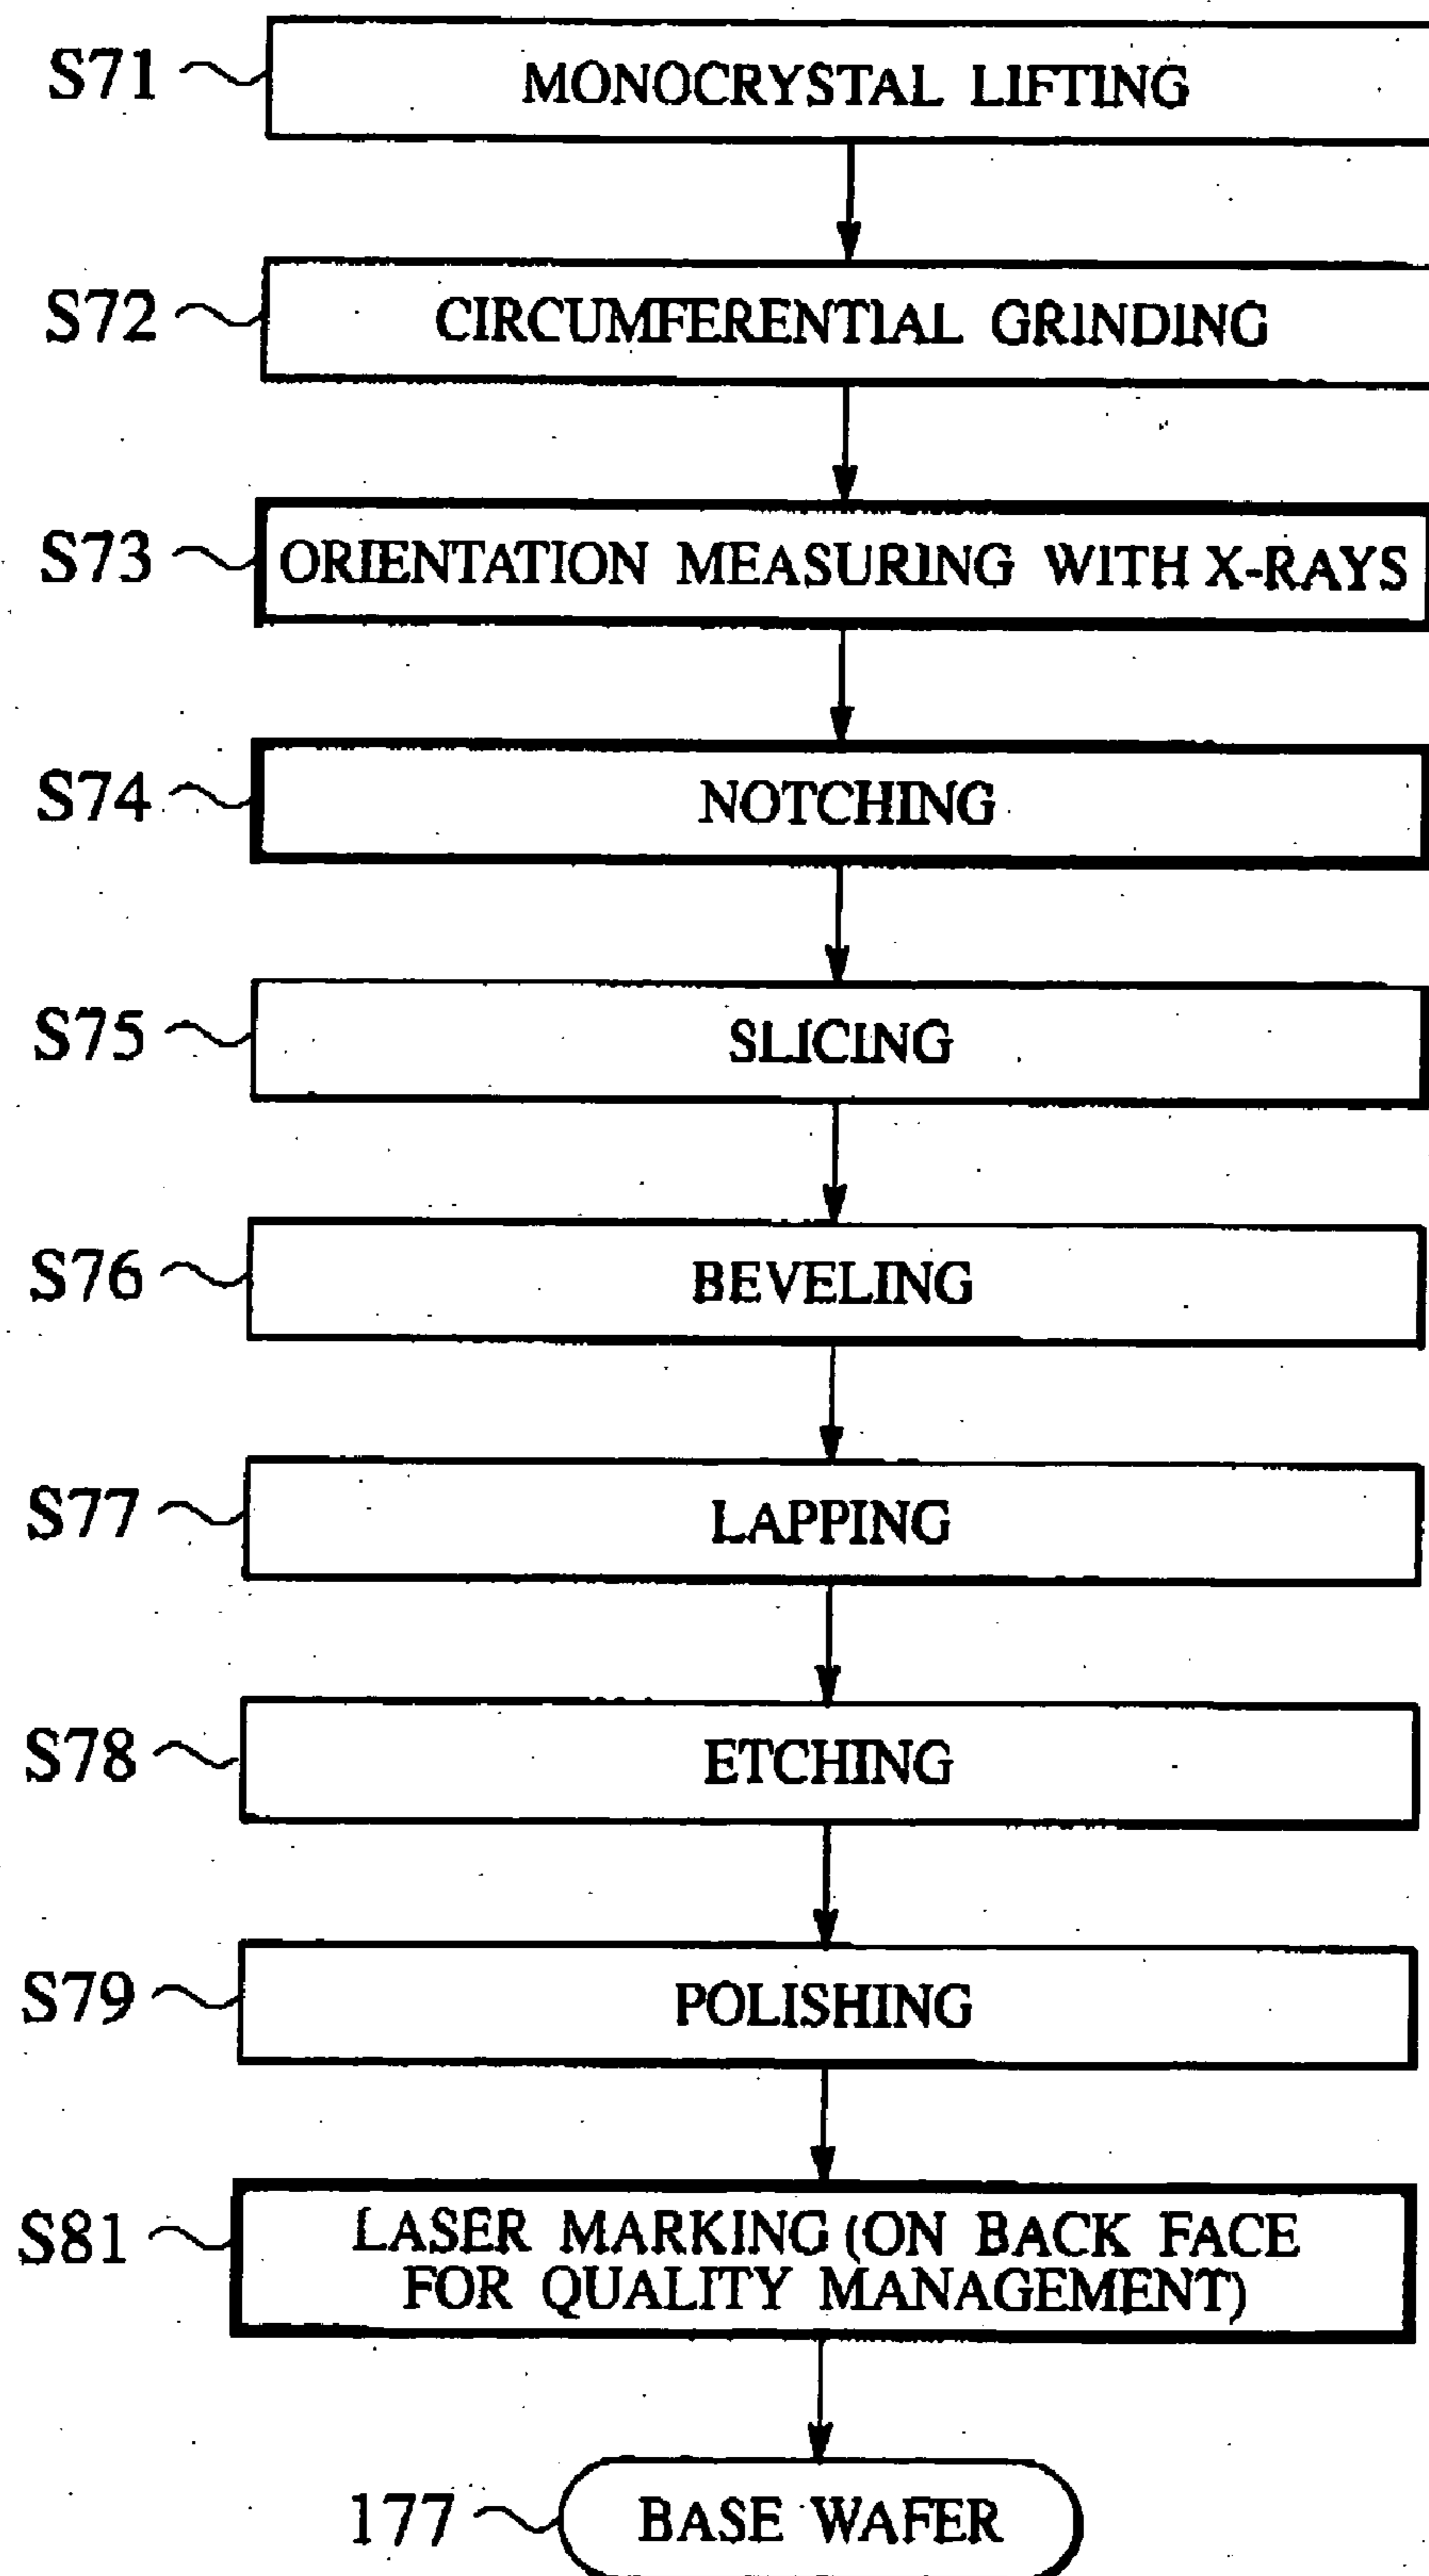 S71 MONOCRYSTAL LIFTING
S72 CIRCUMFERENTIAL GRINDING
S73 ORIENTATION MEASURING WITH X-RAYS
S74 NOTCHING
S75 SLICING
S76 BEVELING
S77 LAPPING
S78 ETCHING
S79 POLISHING
S81 LASER MARKING (ON BACK FACE
FOR QUALITY MANAGEMENT)
177 BASE WAFER